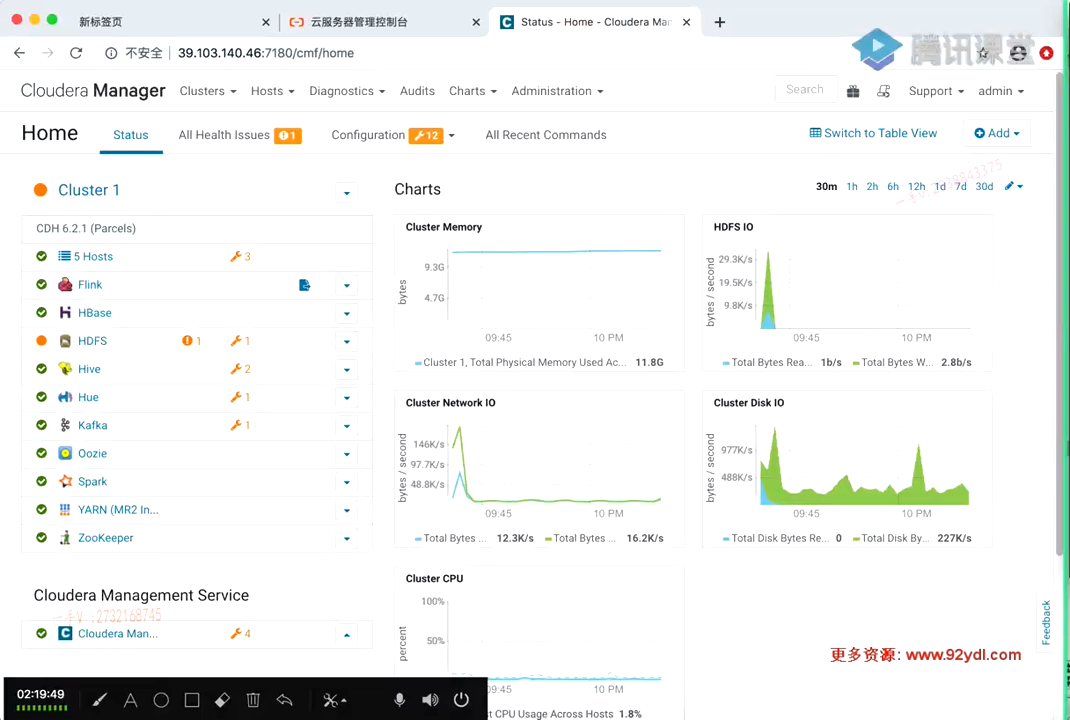 新标签页
云服务器管理控制台
Status - Home - Cloudera Man
不安全
39.103.140.46:7180/cmf/home
腾讯课堂
Cloudera Manager
Clusters
Hosts
Diagnostics
Audits
Charts
Administration
Search
Support
admin
Home
Status
All Health Issues
1
Configuration
12
All Recent Commands
Switch to Table View
Add
Cluster 1
Charts
30m 1h 2h 6h 12h 1d 7d 30d
CDH 6.2.1 (Parcels)
5 Hosts
3
Flink
HBase
HDFS
1
1
Hive
2
Hue
1
Kafka
1
Oozie
Spark
YARN (MR2 In...
ZooKeeper
Cloudera Management Service
一手V .2732168745
Cloudera Man...
4
Cluster Memory
bytes
9.3G
4.7G
09:45
10 PM
Cluster 1, Total Physical Memory Used Ac...
11.8G
HDFS IO
bytes / second
29.3K/s
19.5K/s
9.8K/s
09:45
10 PM
Total Bytes Rea...
1b/s
Total Bytes W...
2.8b/s
Cluster Network IO
bytes / second
146K/s
97.7K/s
48.8K/s
09:45
10 PM
Total Bytes ...
12.3K/s
Total Bytes ...
16.2K/s
Cluster Disk IO
bytes / second
977K/s
488K/s
09:45
10 PM
Total Disk Bytes Re...
0
Total Disk By...
227K/s
Cluster CPU
percent
100%
50%
09:45
10 PM
st CPU Usage Across Hosts
1.8%
Feedback
更多资源: www.92ydl.com
02:19:49